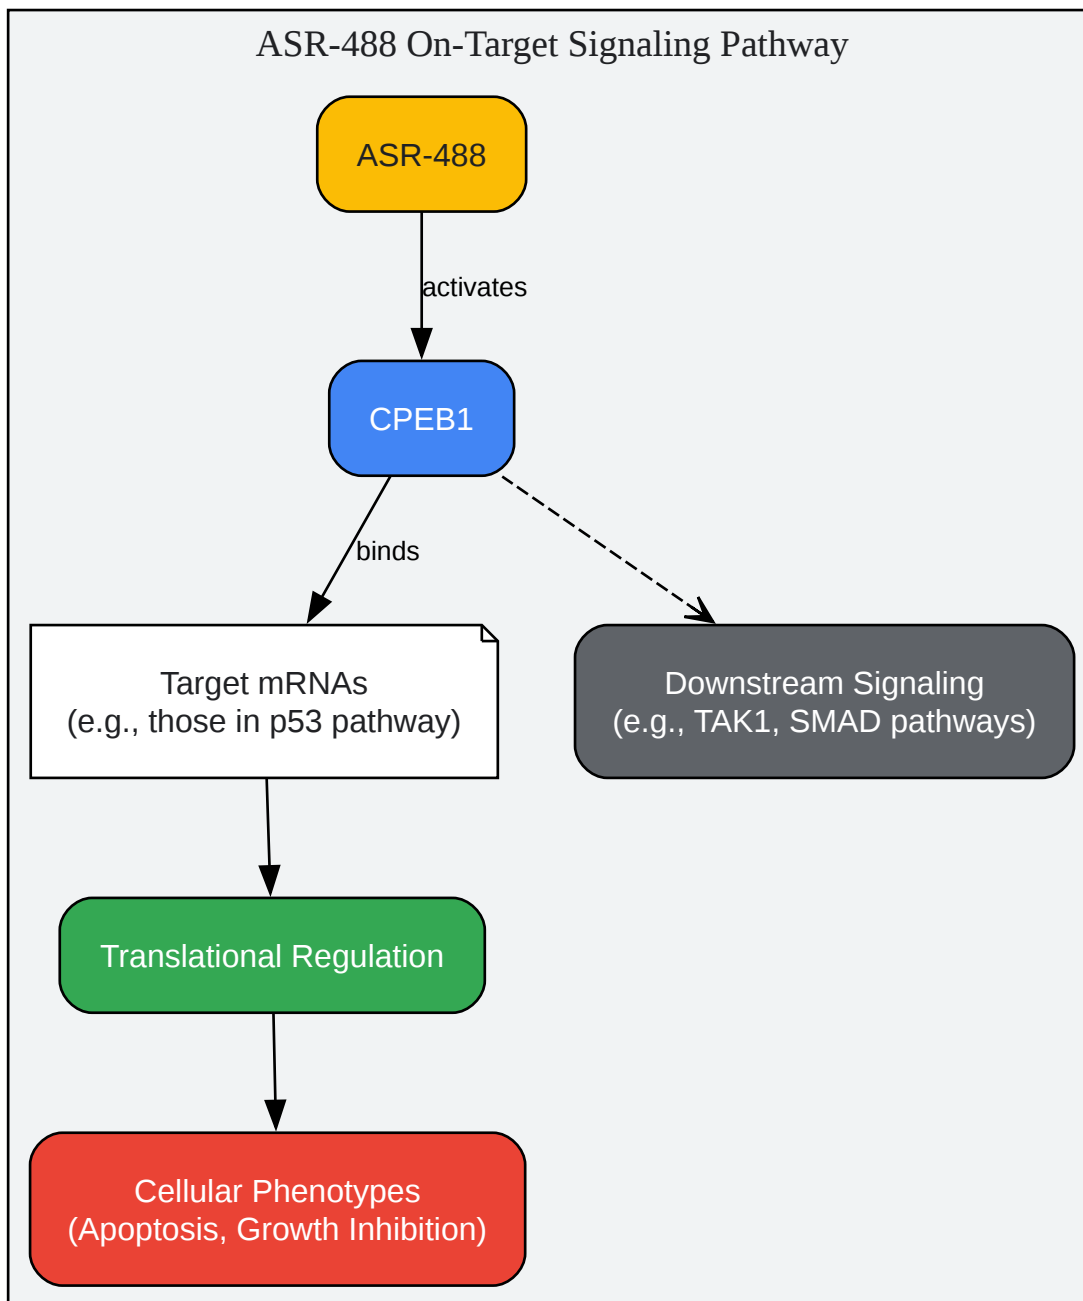 ASR-488 On-Target Signaling Pathway
ASR-488
activates
CPEB1
binds
Target mRNAs
(e.g., those in p53 pathway)
Downstream Signaling
(e.g., TAK1, SMAD pathways)
Translational Regulation
Cellular Phenotypes
(Apoptosis, Growth Inhibition)